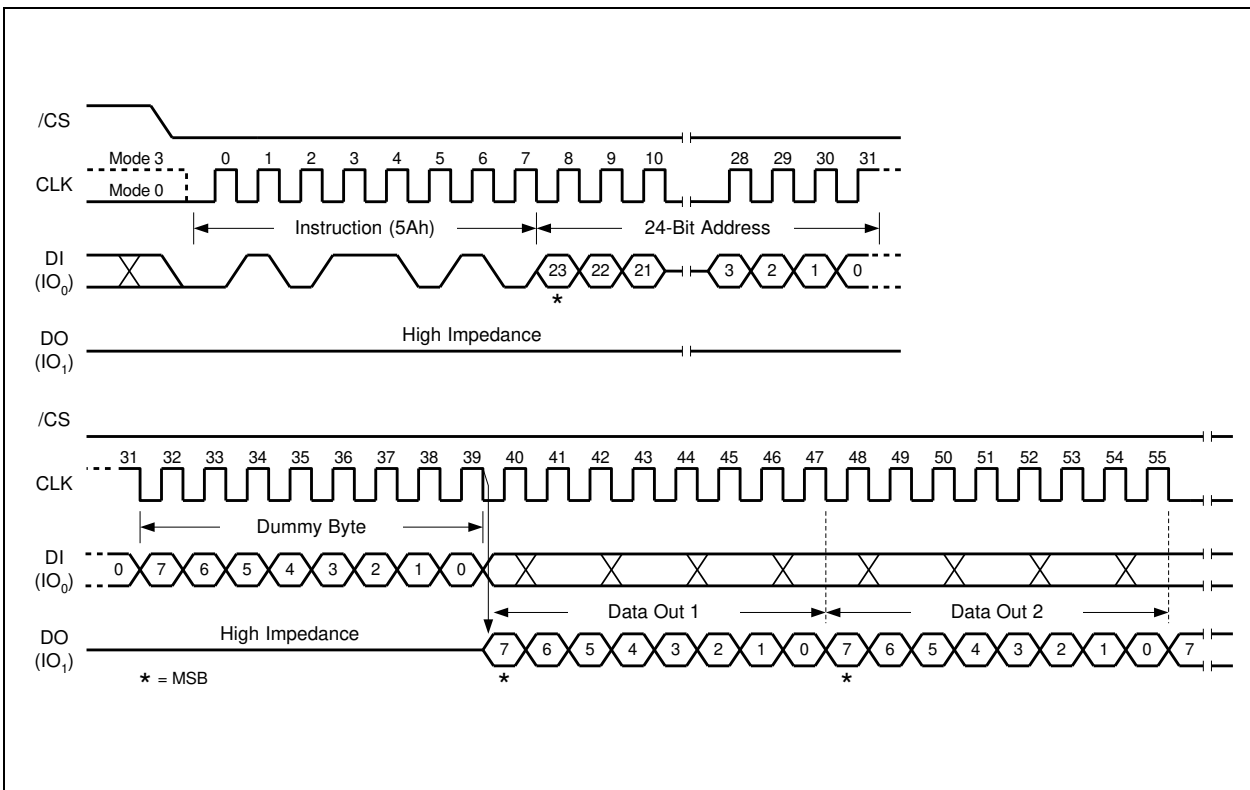 /CS
Mode 3 0 1 2 3 4 5 6 7 8 9 10 28 29 30 31
CLK
Mode 0
Instruction (5Ah) 24-Bit Address
DI
(IO0)
23 22 21 3 2 1 0
*
High Impedance
DO
(IO1)
/CS
31 32 33 34 35 36 37 38 39 40 41 42 43 44 45 46 47 48 49 50 51 52 53 54 55
CLK
Dummy Byte
DI
(IO0)
0 7 6 5 4 3 2 1 0
Data Out 1 Data Out 2
High Impedance
DO
(IO1)
7 6 5 4 3 2 1 0 7 6 5 4 3 2 1 0 7
* = MSB * *